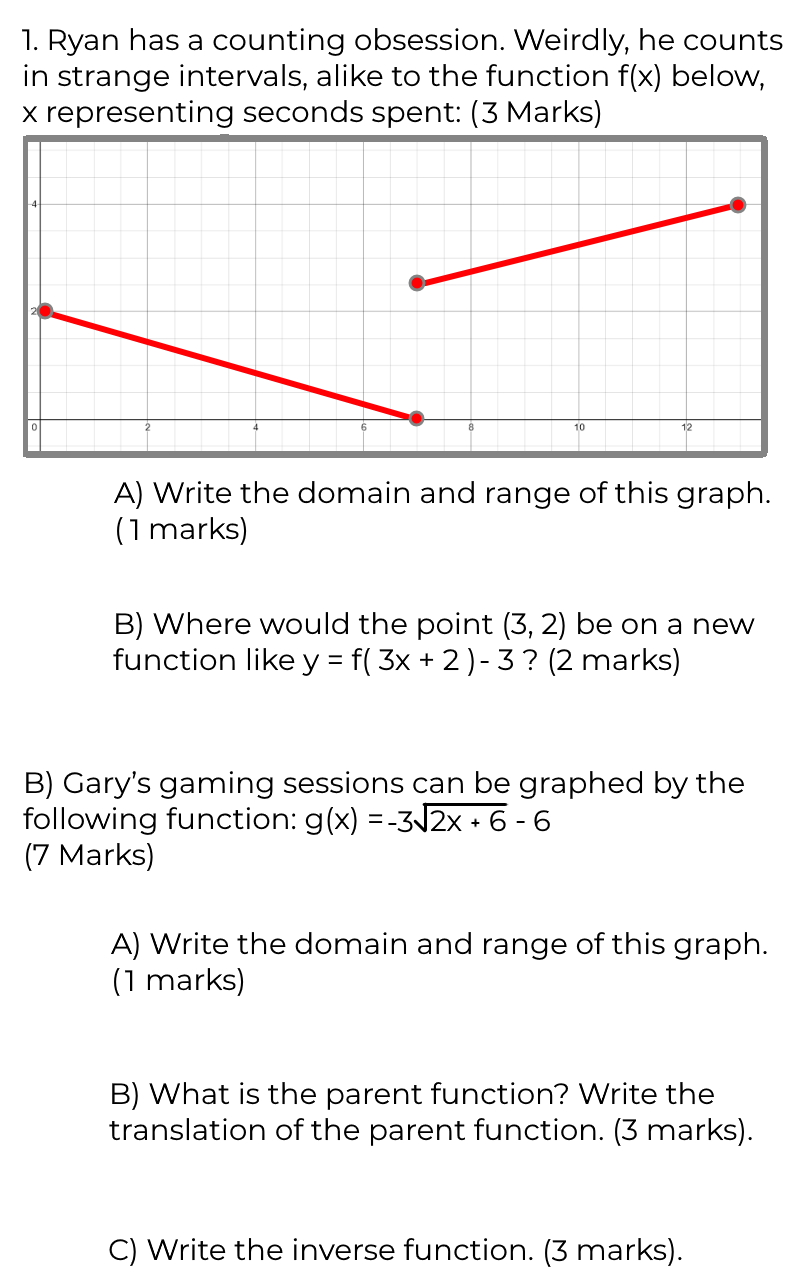 1. Ryan has a counting obsession. Weirdly, he counts
in strange intervals, alike to the function f(x) below,
x representing seconds spent: (3 Marks)
4
2
0 2 4 6 8 10 12
A) Write the domain and range of this graph.
(1 marks)
B) Where would the point (3, 2) be on a new
function like y = f( 3x + 2 ) - 3 ? (2 marks)
B) Gary’s gaming sessions can be graphed by the
following function: g(x) = -3√2x + 6 - 6
(7 Marks)
A) Write the domain and range of this graph.
(1 marks)
B) What is the parent function? Write the
translation of the parent function. (3 marks).
C) Write the inverse function. (3 marks).